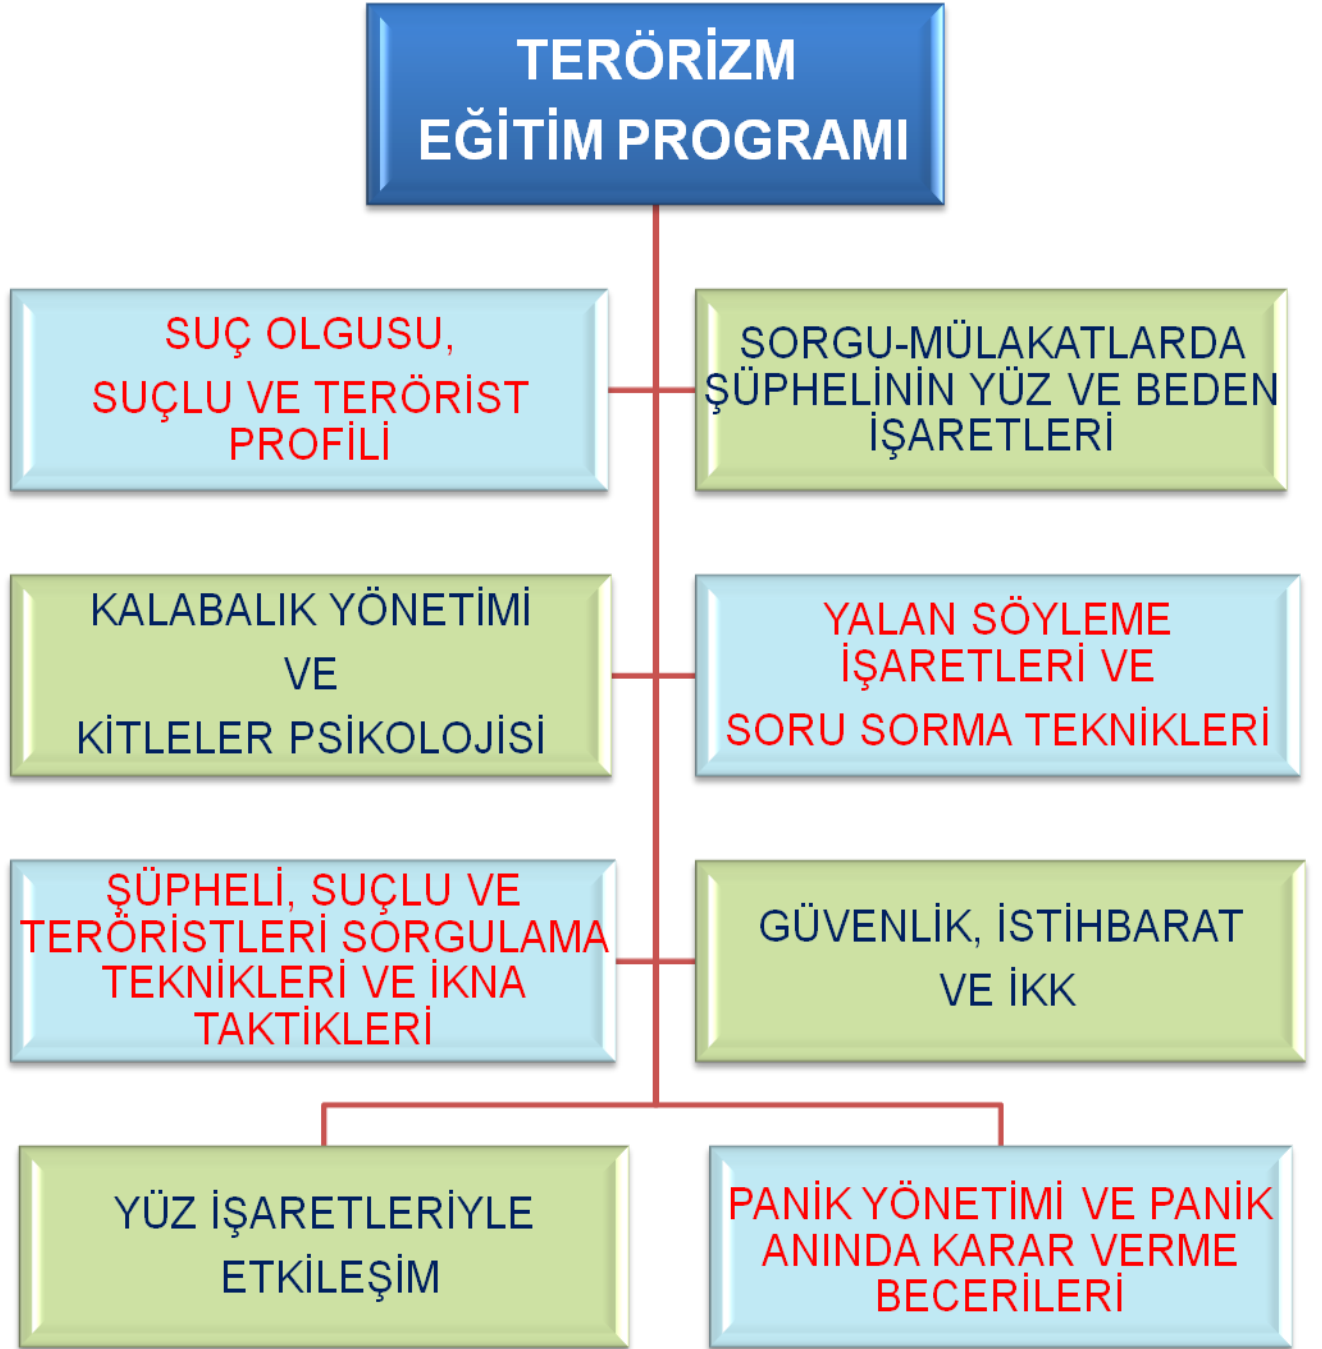 TERÖRİZM
EĞİTİM PROGRAMI
SUÇ OLGUSU,
SUÇLU VE TERÖRİST
PROFİLİ
SORGU-MÜLAKATLARDA
ŞÜPHELİNİN YÜZ VE BEDEN
İŞARETLERİ
KALABALIK YÖNETİMİ
VE
KİTLELER PSİKOLOJİSİ
YALAN SÖYLEME
İŞARETLERİ VE
SORU SORMA TEKNİKLERİ
ŞÜPHELİ, SUÇLU VE
TERÖRİSTLERİ SORGULAMA
TEKNİKLERİ VE İKNA
TAKTİKLERİ
GÜVENLİK, İSTİHBARAT
VE İKK
YÜZ İŞARETLERİYLE
ETKİLEŞİM
PANİK YÖNETİMİ VE PANİK
ANINDA KARAR VERME
BECERİLERİ